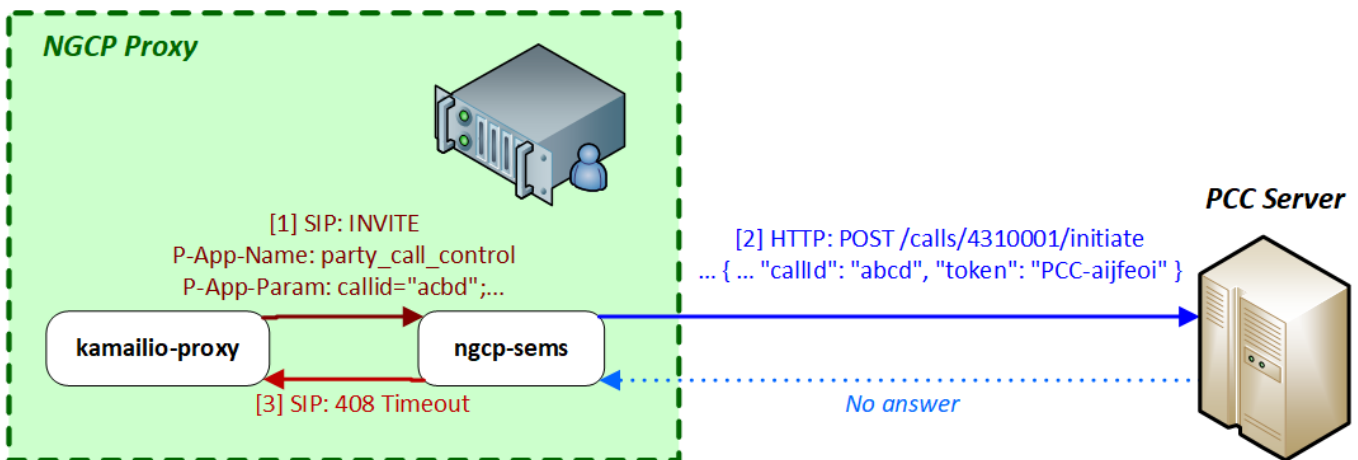 NGCP Proxy
[1] SIP: INVITE
P-App-Name: party_call_control
P-App-Param: callid="acbd";...
kamailio-proxy
ngcp-sems
[3] SIP: 408 Timeout
PCC Server
[2] HTTP: POST /calls/4310001/initiate
... { ... "callId": "abcd", "token": "PCC-aijfeoi" }
No answer